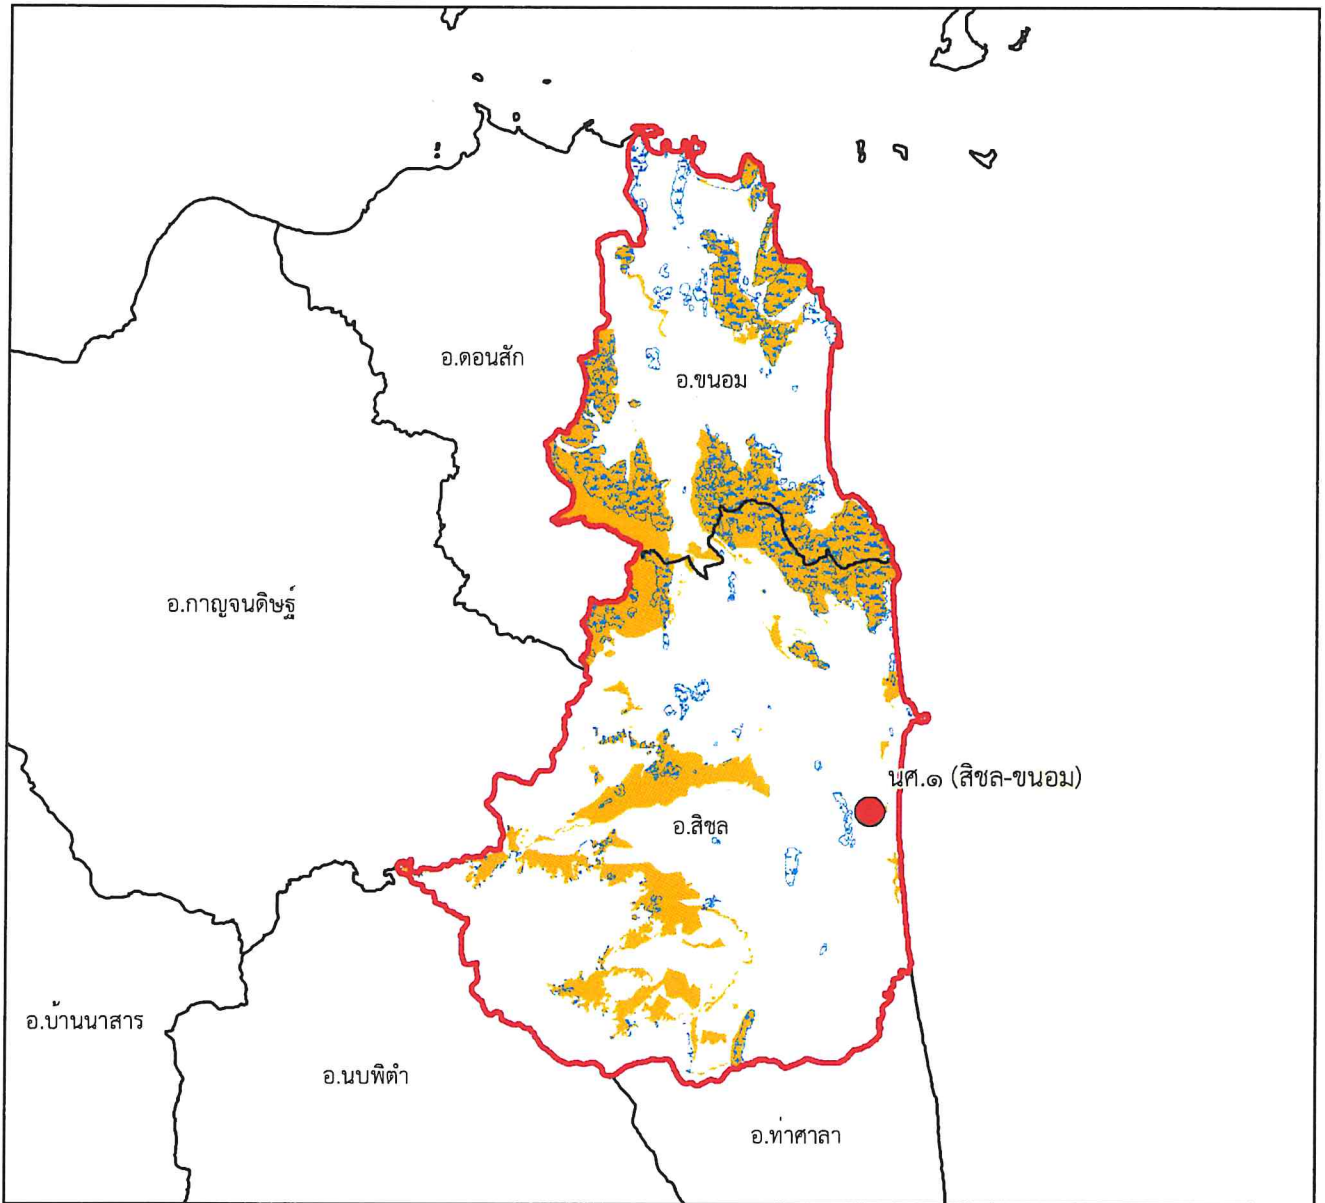 อ.ดอนสัก
อ.ขนอม
อ.กาญจนดิษฐ์
นศ.๑ (สิชล-ขนอม)
อ.สิชล
อ.บ้านนาสาร
อ.นบพิตำ
อ.ท่าศาลา